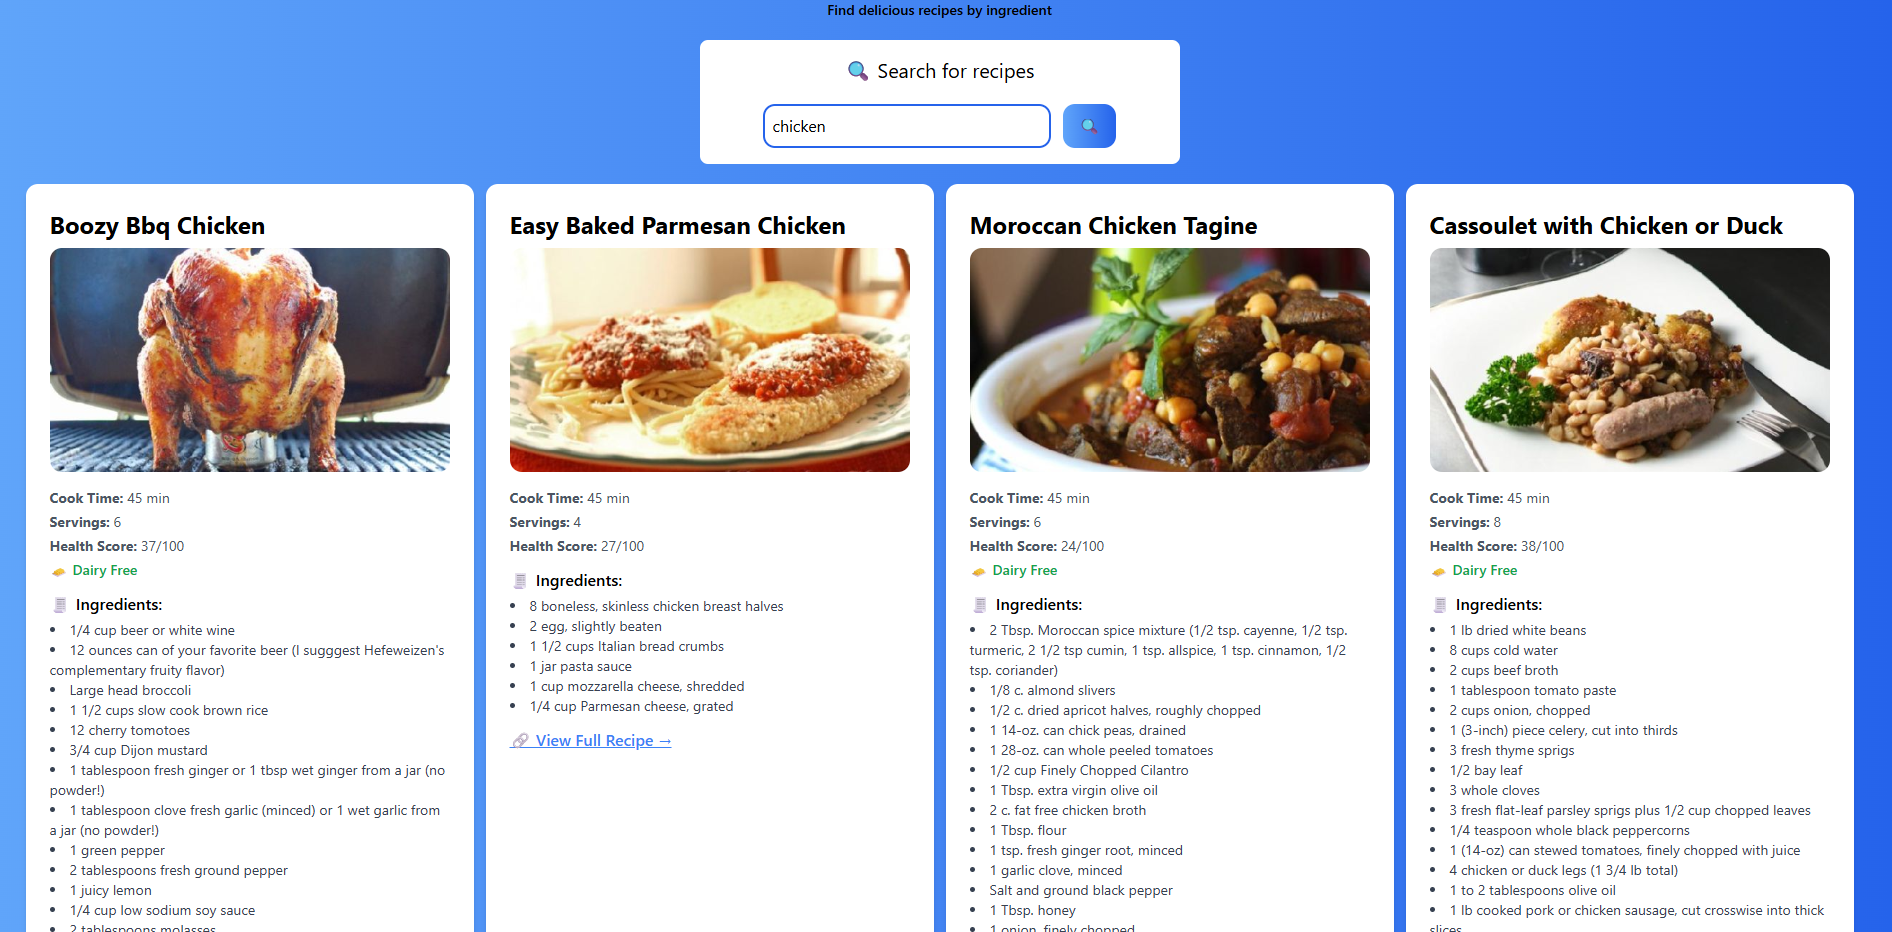 Find delicious recipes by ingredient
🔍 Search for recipes
chicken
🔍
Boozy Bbq Chicken
Cook Time: 45 min
Servings: 6
Health Score: 37/100
🧈 Dairy Free
📜 Ingredients:
• 1/4 cup beer or white wine
• 12 ounces can of your favorite beer (I sugggest Hefeweizen's
complementary fruity flavor)
• Large head broccoli
• 1 1/2 cups slow cook brown rice
• 12 cherry tomotoes
• 3/4 cup Dijon mustard
• 1 tablespoon fresh ginger or 1 tbsp wet ginger from a jar (no
powder!)
• 1 tablespoon clove fresh garlic (minced) or 1 wet garlic from
a jar (no powder!)
• 1 green pepper
• 2 tablespoons fresh ground pepper
• 1 juicy lemon
• 1/4 cup low sodium soy sauce
• 2 tablespoons molasses
Easy Baked Parmesan Chicken
Cook Time: 45 min
Servings: 4
Health Score: 27/100
📜 Ingredients:
• 8 boneless, skinless chicken breast halves
• 2 egg, slightly beaten
• 1 1/2 cups Italian bread crumbs
• 1 jar pasta sauce
• 1 cup mozzarella cheese, shredded
• 1/4 cup Parmesan cheese, grated
🔗 View Full Recipe →
Moroccan Chicken Tagine
Cook Time: 45 min
Servings: 6
Health Score: 24/100
🧈 Dairy Free
📜 Ingredients:
• 2 Tbsp. Moroccan spice mixture (1/2 tsp. cayenne, 1/2 tsp.
turmeric, 2 1/2 tsp cumin, 1 tsp. allspice, 1 tsp. cinnamon, 1/2
tsp. coriander)
• 1/8 c. almond slivers
• 1/2 c. dried apricot halves, roughly chopped
• 1 14-oz. can chick peas, drained
• 1 28-oz. can whole peeled tomatoes
• 1/2 cup Finely Chopped Cilantro
• 1 Tbsp. extra virgin olive oil
• 2 c. fat free chicken broth
• 1 Tbsp. flour
• 1 tsp. fresh ginger root, minced
• 1 garlic clove, minced
• Salt and ground black pepper
• 1 Tbsp. honey
• 1 onion, finely chopped
Cassoulet with Chicken or Duck
Cook Time: 45 min
Servings: 8
Health Score: 38/100
🧈 Dairy Free
📜 Ingredients:
• 1 lb dried white beans
• 8 cups cold water
• 2 cups beef broth
• 1 tablespoon tomato paste
• 2 cups onion, chopped
• 1 (3-inch) piece celery, cut into thirds
• 3 fresh thyme sprigs
• 1/2 bay leaf
• 3 whole cloves
• 3 fresh flat-leaf parsley sprigs plus 1/2 cup chopped leaves
• 1/4 teaspoon whole black peppercorns
• 1 (14-oz) can stewed tomatoes, finely chopped with juice
• 4 chicken or duck legs (1 3/4 lb total)
• 1 to 2 tablespoons olive oil
• 1 lb cooked pork or chicken sausage, cut crosswise into thick
slices